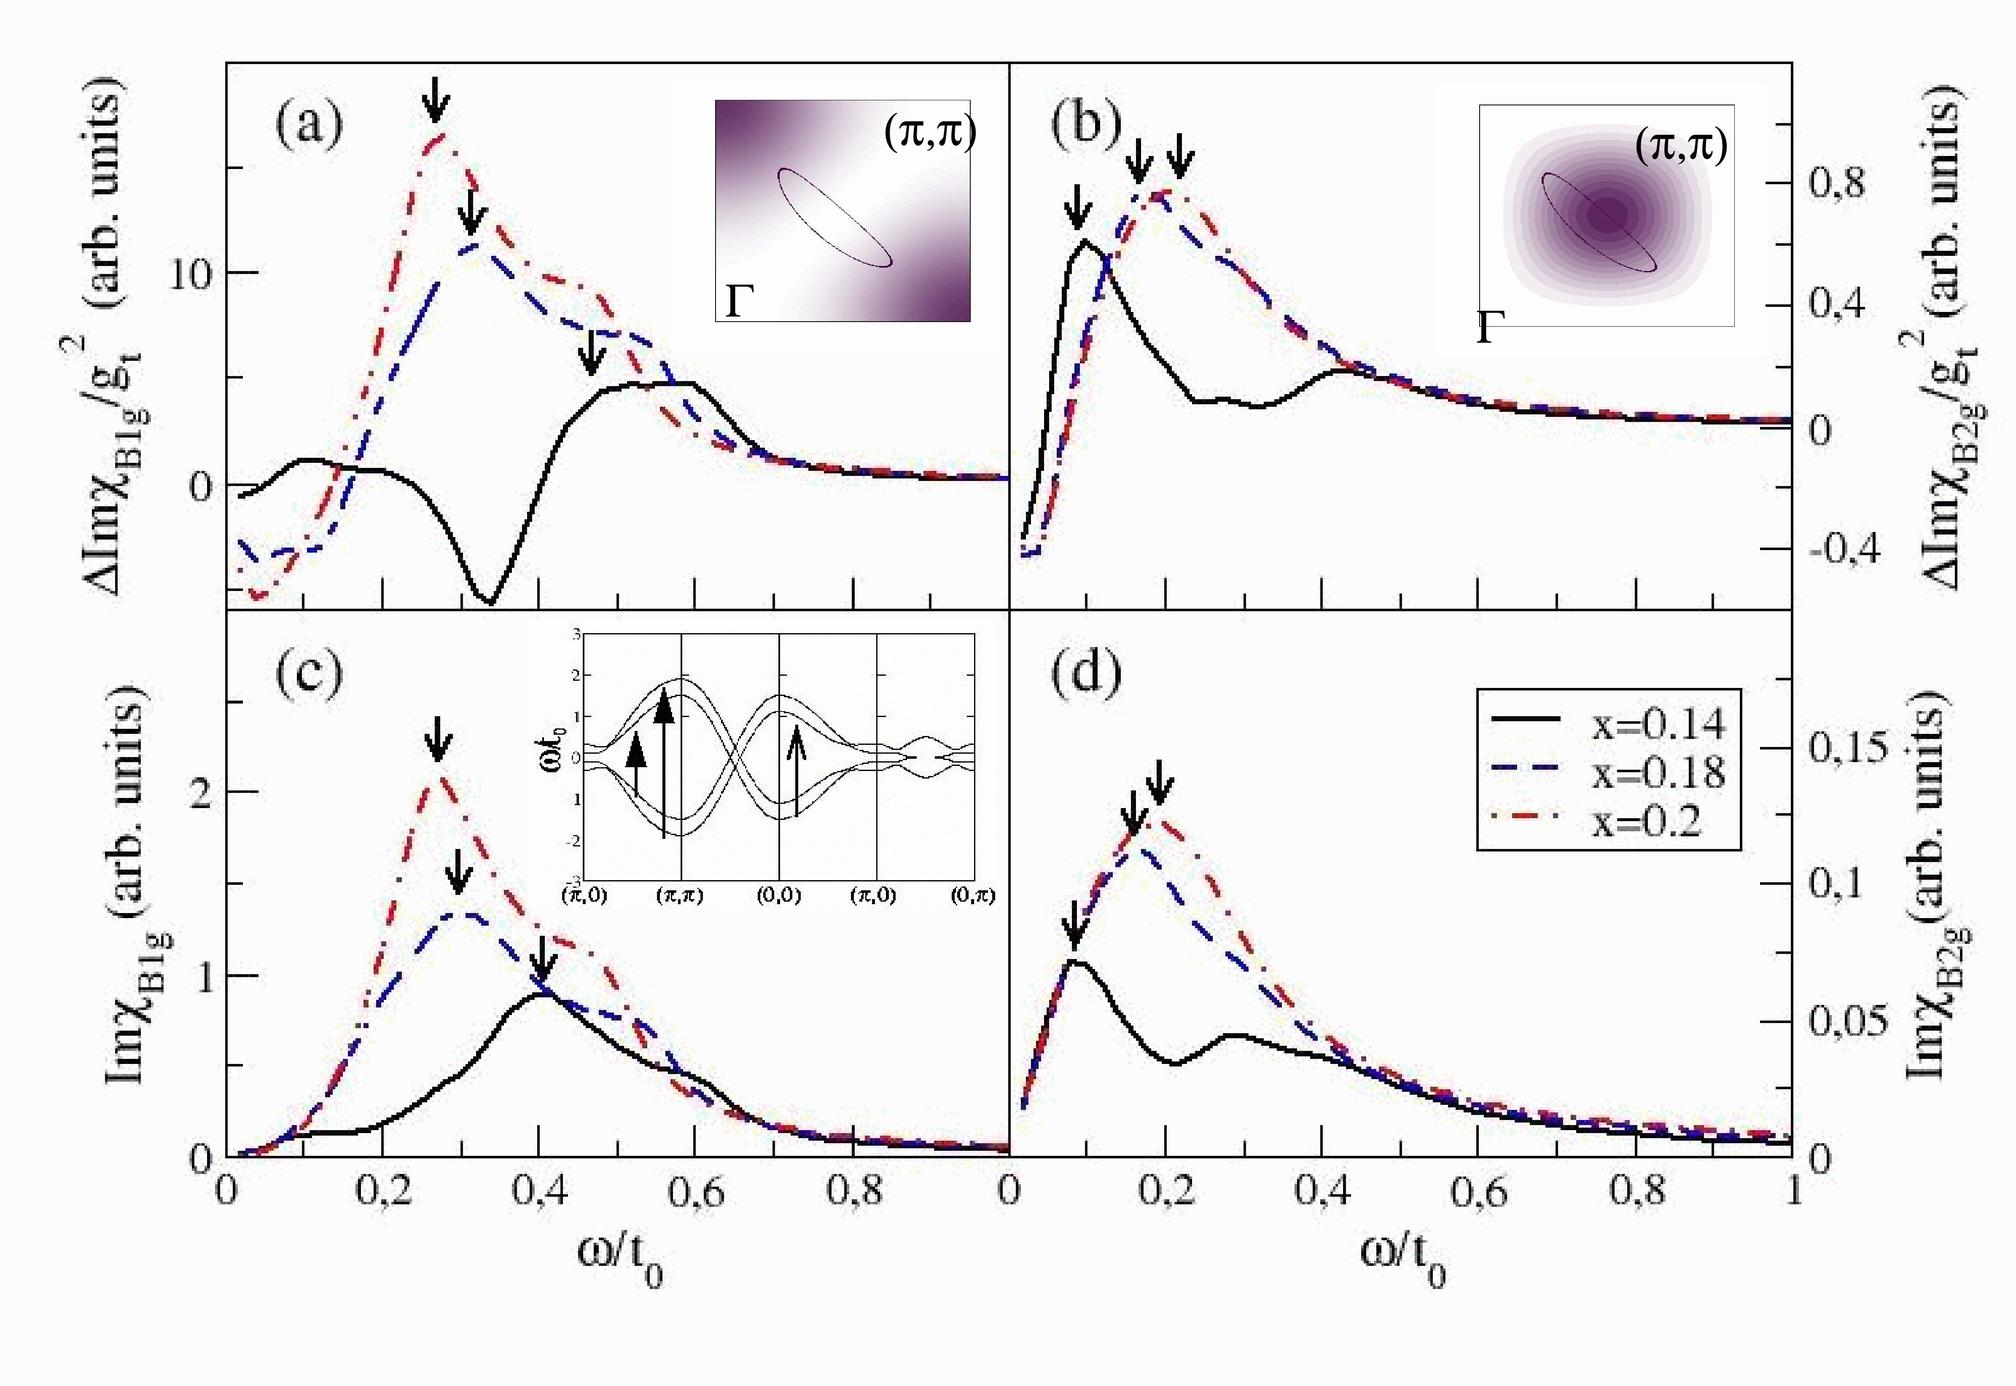 (a)
(π,π)
Γ
10
0
ΔImχB1g/gt² (arb. units)
(b)
(π,π)
Γ
0,8
0,4
0
-0,4
ΔImχB2g/gt² (arb. units)
(c)
3
2
1
0
1
-2
-3
ω/t0
(π,0)
(π,π)
(0,0)
(π,0)
(0,π)
2
1
0
ImχB1g (arb. units)
(d)
x=0.14
x=0.18
x=0.2
0,15
0,1
0,05
0
ImχB2g(arb. units)
0
0,2
0,4
0,6
0,8
0
0,2
0,4
0,6
0,8
1
ω/t0
ω/t0